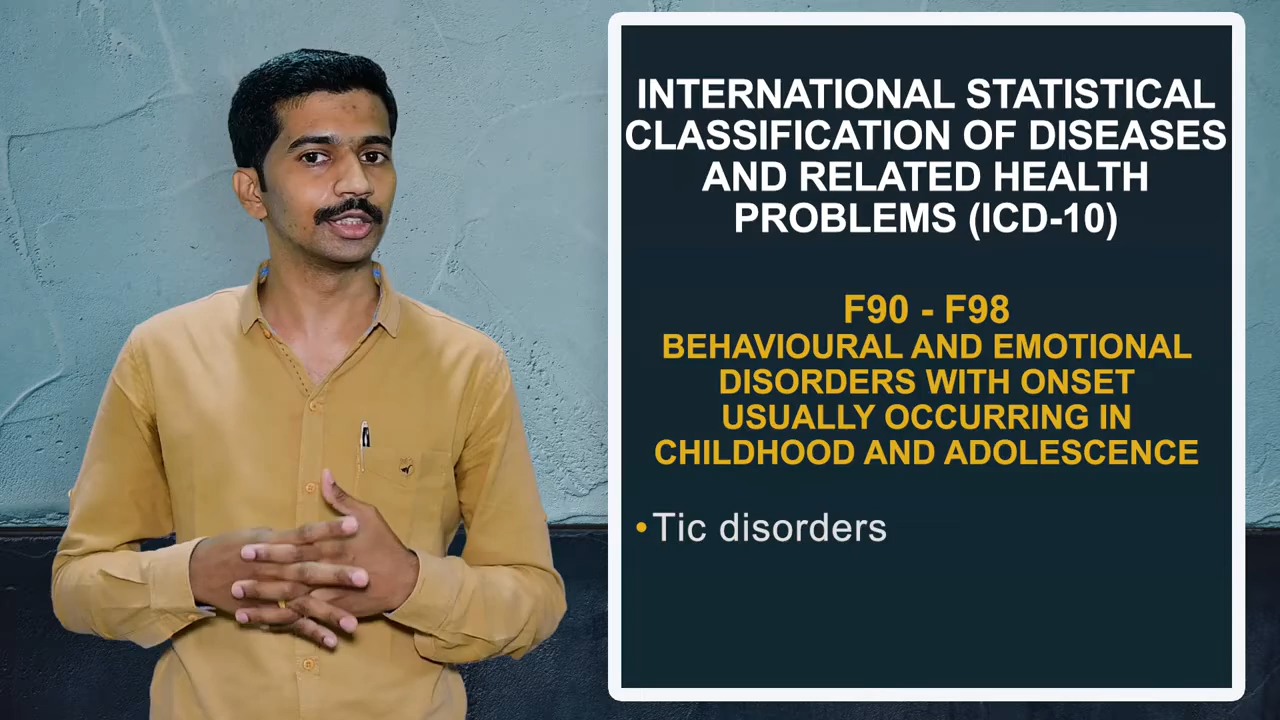 INTERNATIONAL STATISTICAL
CLASSIFICATION OF DISEASES
AND RELATED HEALTH
PROBLEMS (ICD-10)
F90 - F98
BEHAVIOURAL AND EMOTIONAL
DISORDERS WITH ONSET
USUALLY OCCURRING IN
CHILDHOOD AND ADOLESCENCE
•Tic disorders